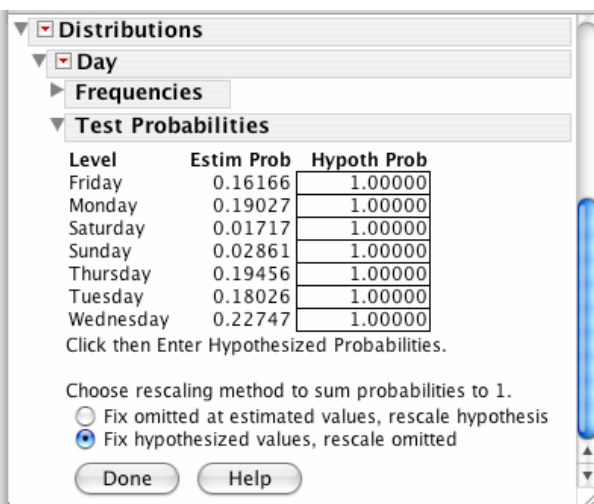 Distributions
Day
Frequencies
Test Probabilities
Level Estim Prob Hypoth Prob
Friday 0.16166 1.00000
Monday 0.19027 1.00000
Saturday 0.01717 1.00000
Sunday 0.02861 1.00000
Thursday 0.19456 1.00000
Tuesday 0.18026 1.00000
Wednesday 0.22747 1.00000
Click then Enter Hypothesized Probabilities.
Choose rescaling method to sum probabilities to 1.
Fix omitted at estimated values, rescale hypothesis
Fix hypothesized values, rescale omitted
Done Help